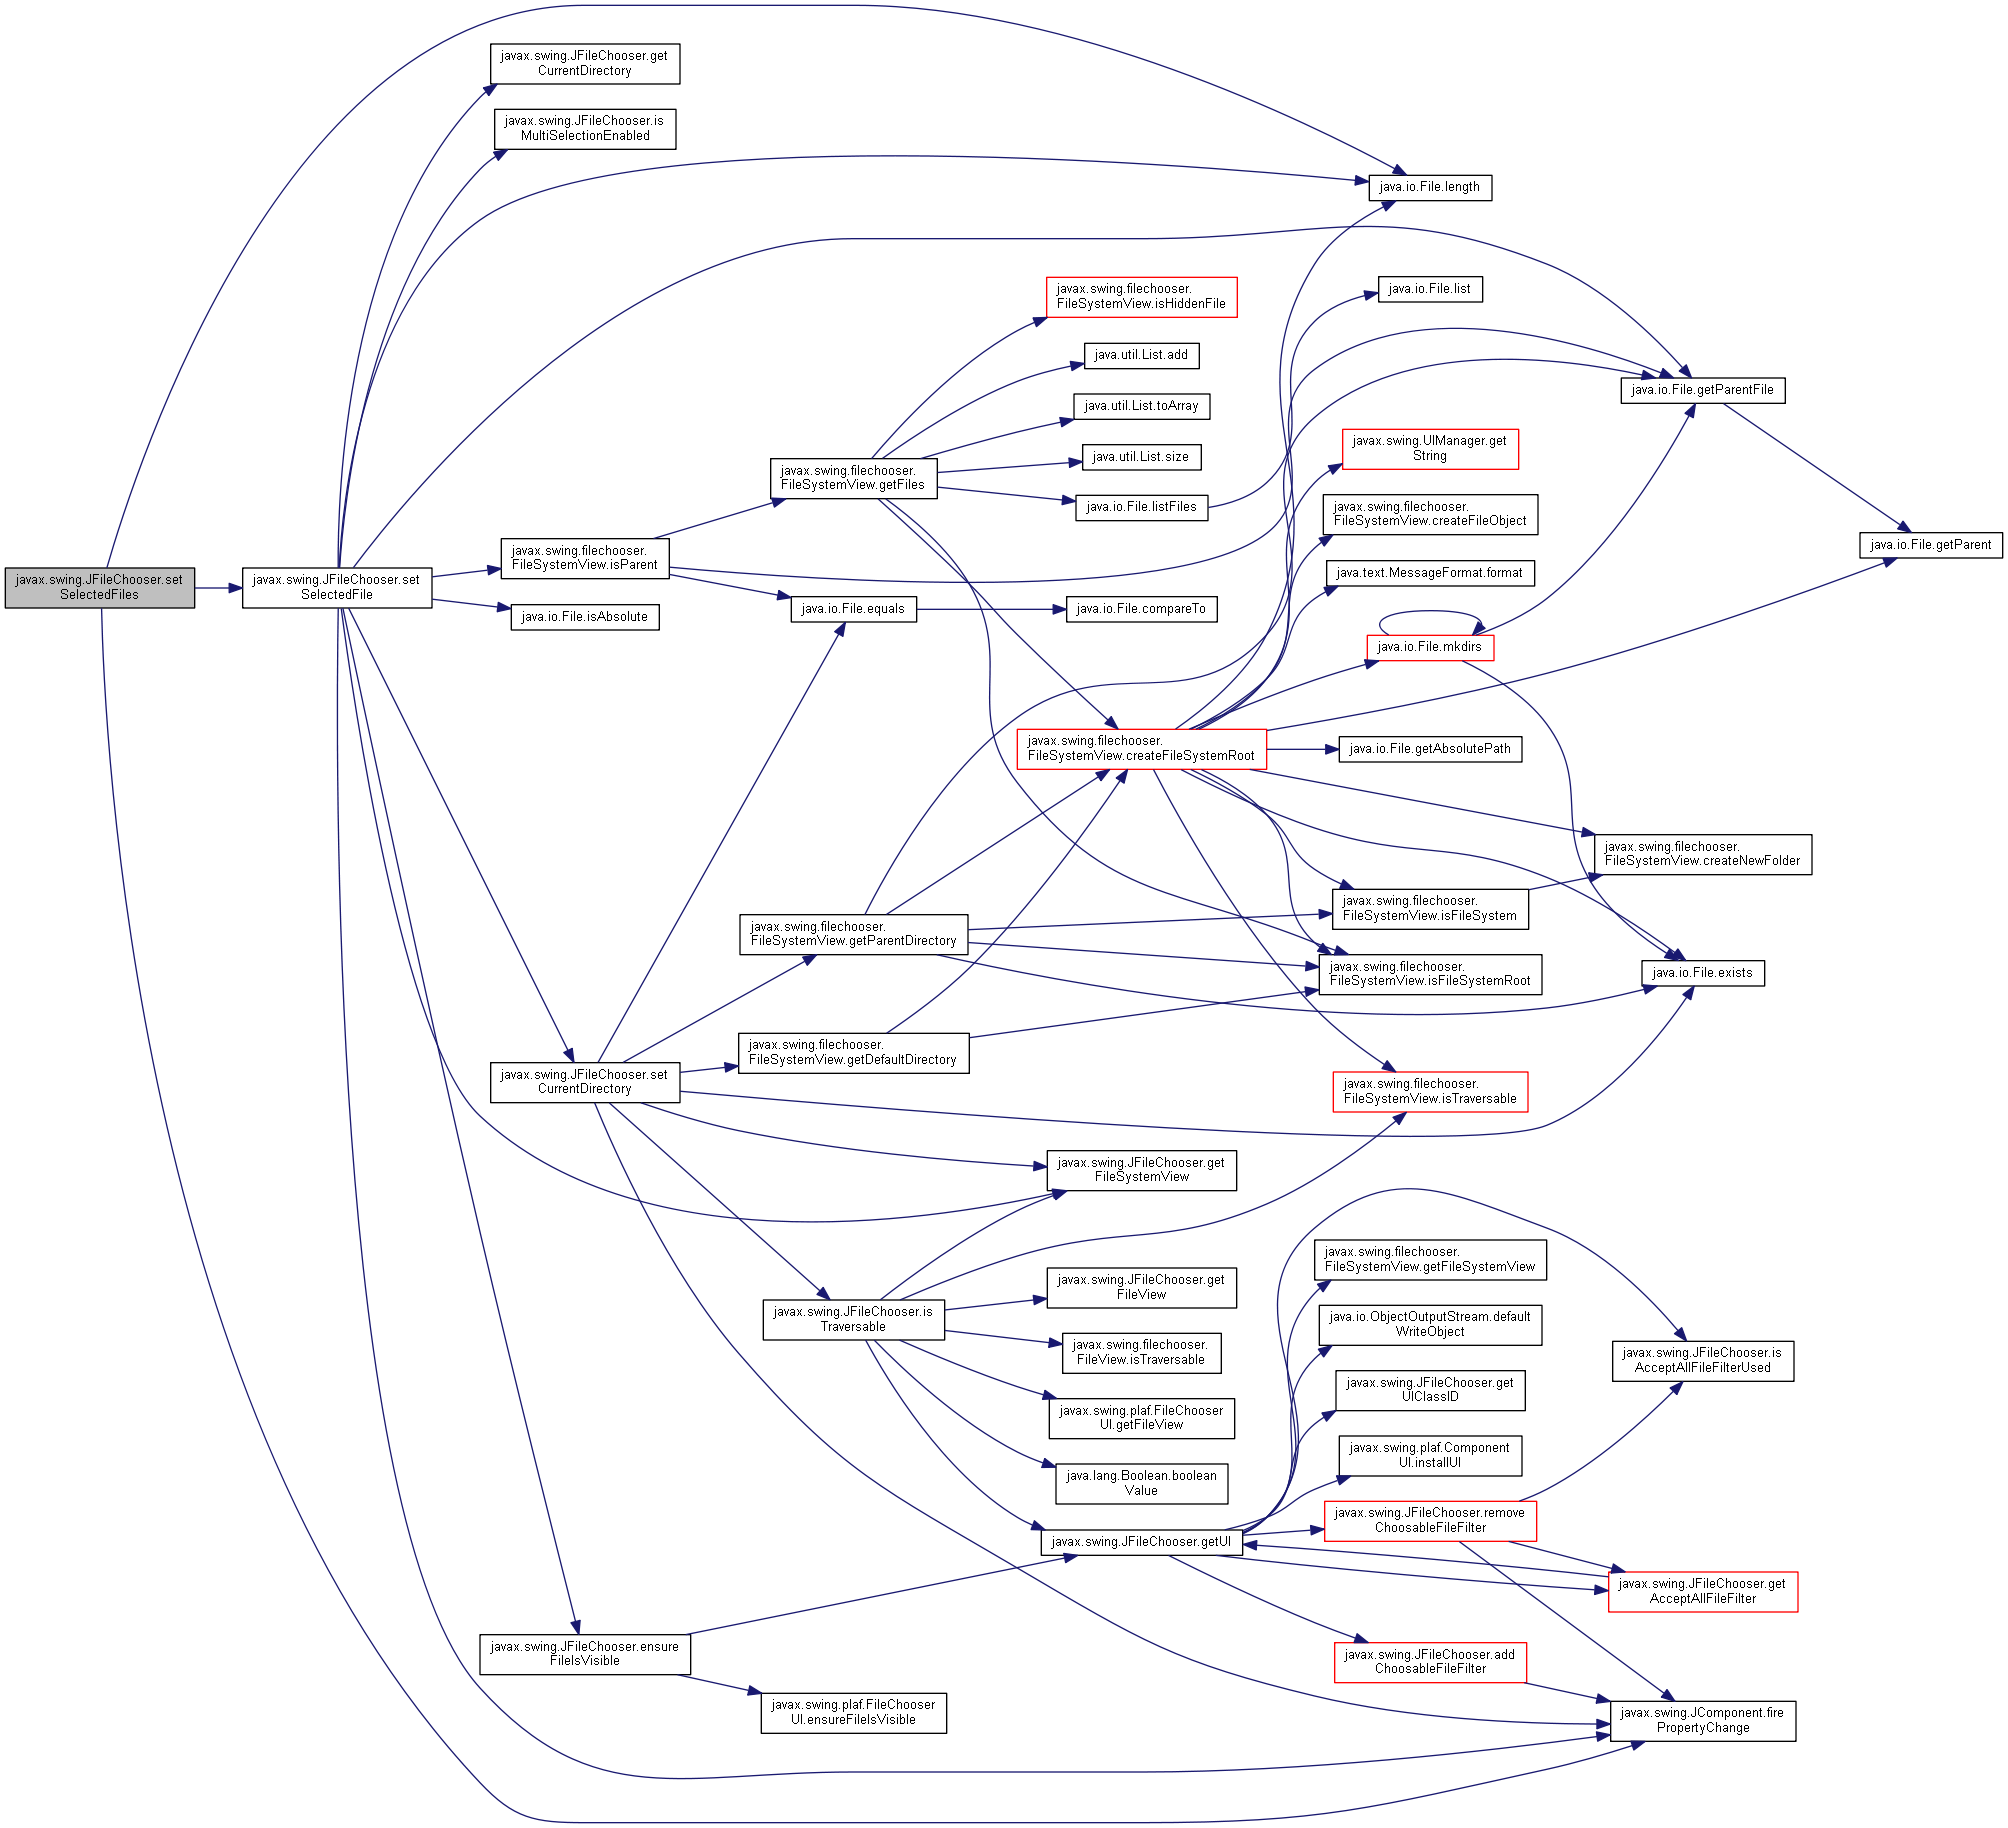 javax.swing.JFileChooser.get
CurrentDirectory
javax.swing.JFileChooser.is
MultiSelectionEnabled
java.io.File.length
javax.swing.filechooser.
FileSystemView.isHiddenFile
java.io.File.list
java.util.List.add
java.io.File.getParentFile
java.util.List.toArray
javax.swing.UIManager.get
String
java.util.List.size
javax.swing.filechooser.
FileSystemView.getFiles
java.io.File.listFiles
javax.swing.filechooser.
FileSystemView.createFileObject
java.io.File.getParent
javax.swing.filechooser.
FileSystemView.isParent
java.text.MessageFormat.format
javax.swing.JFileChooser.set
SelectedFiles
javax.swing.JFileChooser.set
SelectedFile
java.io.File.isAbsolute
java.io.File.equals
java.io.File.compareTo
java.io.File.mkdirs
javax.swing.filechooser.
FileSystemView.createFileSystemRoot
java.io.File.getAbsolutePath
javax.swing.filechooser.
FileSystemView.createNewFolder
javax.swing.filechooser.
FileSystemView.isFileSystem
javax.swing.filechooser.
FileSystemView.getParentDirectory
javax.swing.filechooser.
FileSystemView.isFileSystemRoot
java.io.File.exists
javax.swing.filechooser.
FileSystemView.getDefaultDirectory
javax.swing.JFileChooser.set
CurrentDirectory
javax.swing.filechooser.
FileSystemView.isTraversable
javax.swing.JFileChooser.get
FileSystemView
javax.swing.filechooser.
FileSystemView.getFileSystemView
javax.swing.JFileChooser.get
FileView
javax.swing.JFileChooser.is
Traversable
java.io.ObjectOutputStream.default
WriteObject
javax.swing.filechooser.
FileView.isTraversable
javax.swing.JFileChooser.is
AcceptAllFileFilterUsed
javax.swing.JFileChooser.get
UIClassID
javax.swing.plaf.FileChooser
UI.getFileView
javax.swing.plaf.Component
UI.installUI
java.lang.Boolean.boolean
Value
javax.swing.JFileChooser.remove
ChoosableFileFilter
javax.swing.JFileChooser.getUI
javax.swing.JFileChooser.get
AcceptAllFileFilter
javax.swing.JFileChooser.ensure
FileIsVisible
javax.swing.JFileChooser.add
ChoosableFileFilter
javax.swing.plaf.FileChooser
UI.ensureFileIsVisible
javax.swing.JComponent.fire
PropertyChange